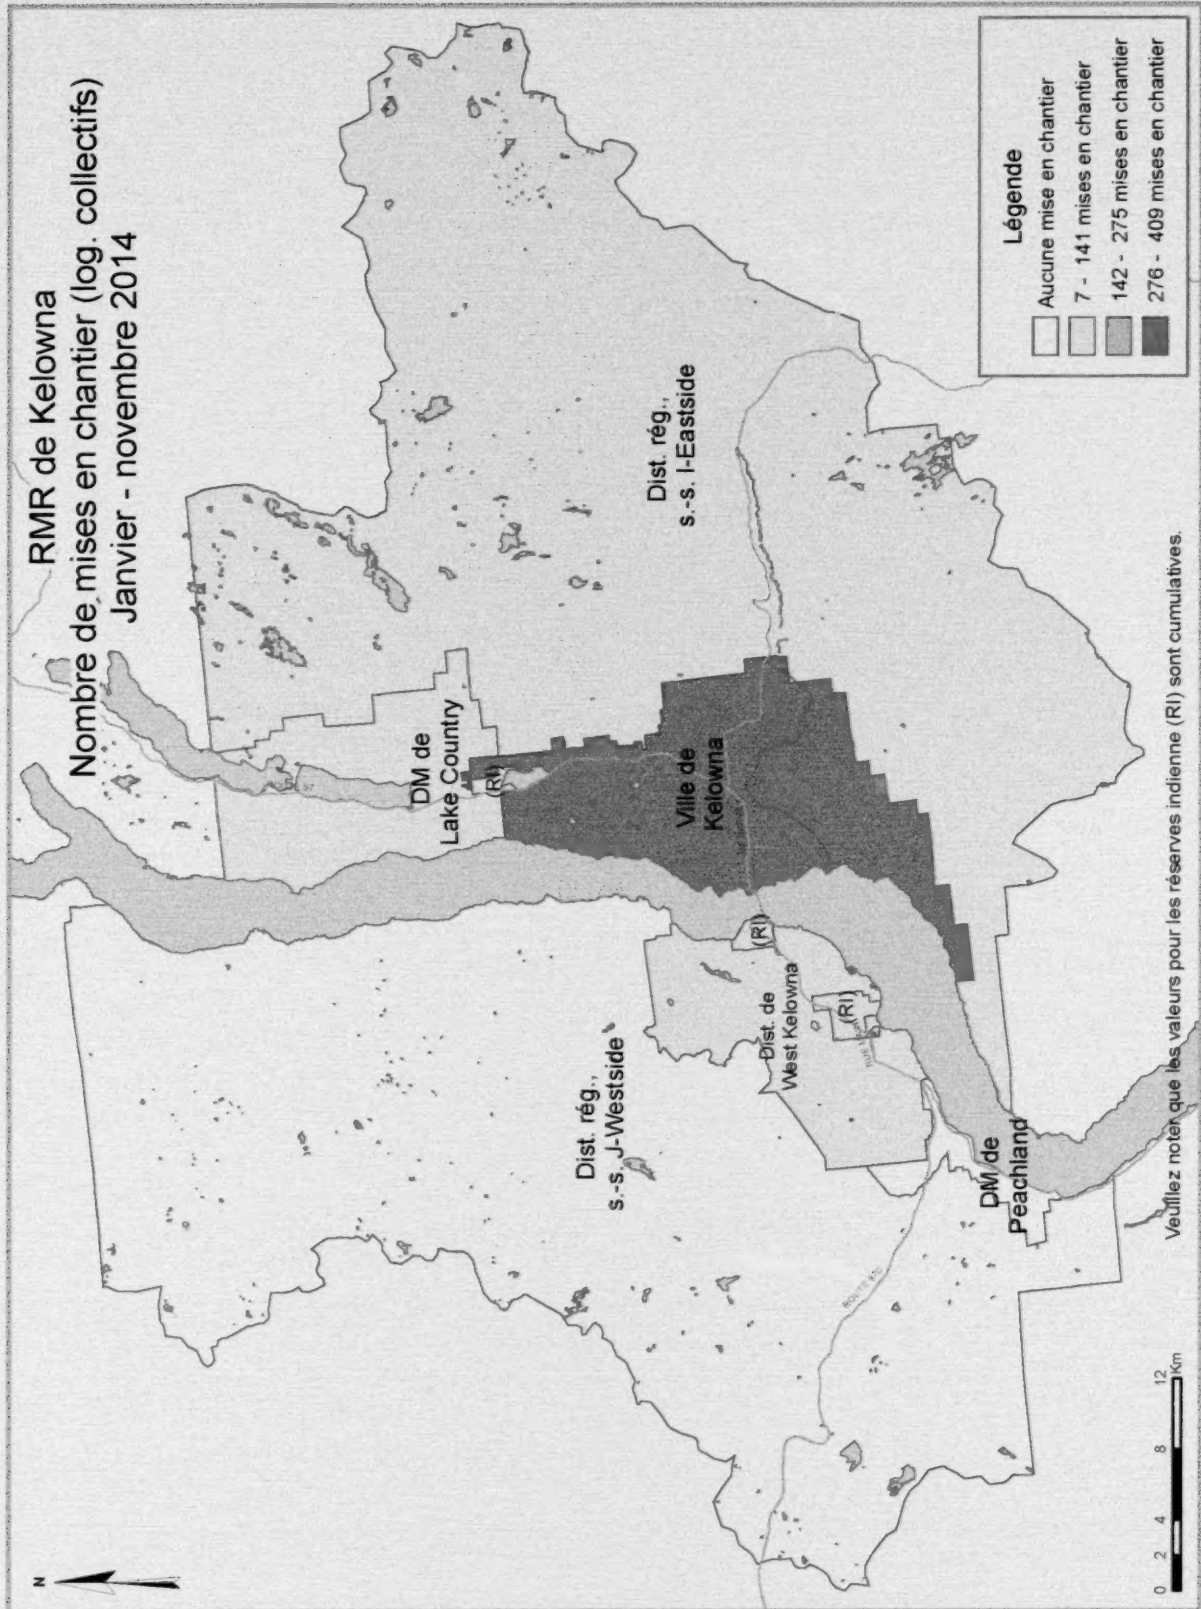 RMR de Kelowna
Nombre de mises en chantier (log. collectifs)
Janvier - novembre 2014
N
DM de
Lake Country
(RI)
97
Dist. rég.,
s.-s. J-Westside
Dist. rég.,
s.-s. I-Eastside
Ville de
Kelowna
(RI)
Dist. de
West Kelowna
(RI)
DM de
Peachland
Légende
Aucune mise en chantier
7 - 141 mises en chantier
142 - 275 mises en chantier
276 - 409 mises en chantier
0 2 4 8 12
Km
Veuillez noter que les valeurs pour les réserves indienne (RI) sont cumulatives.